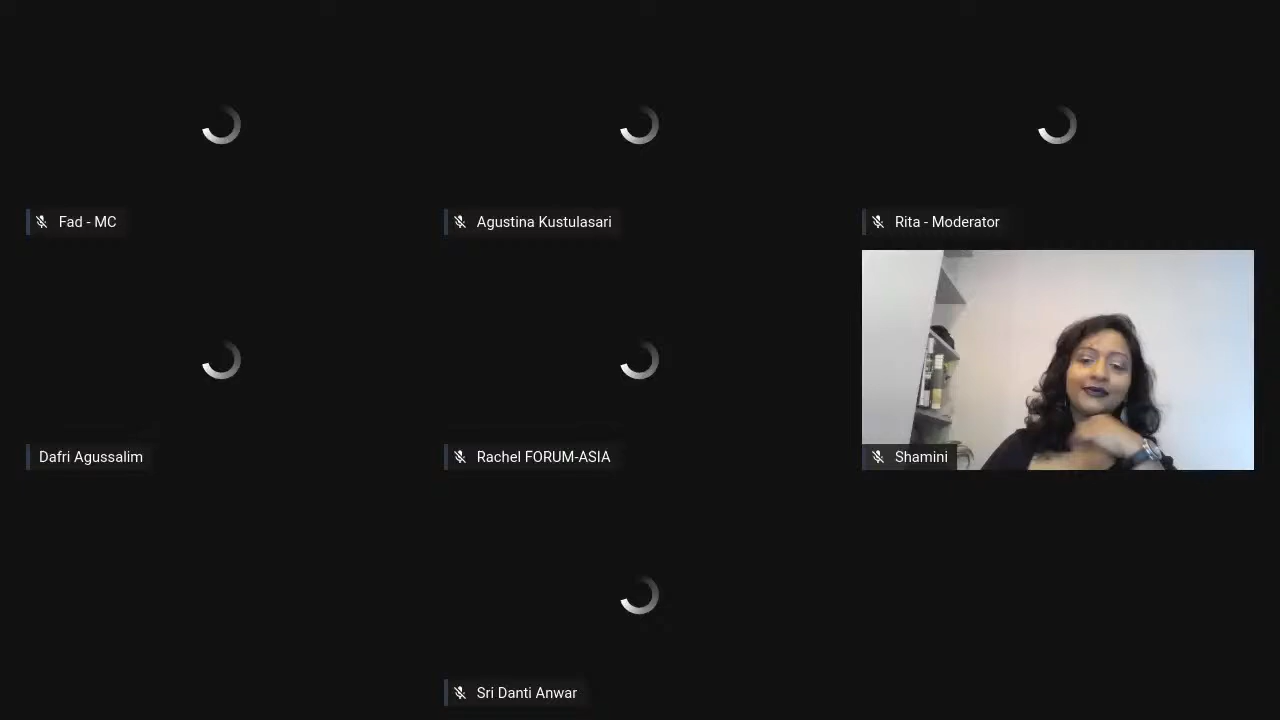 Fad - MC
Agustina Kustulasari
Rita - Moderator
Dafri Agussalim
Rachel FORUM-ASIA
Shamini
Sri Danti Anwar